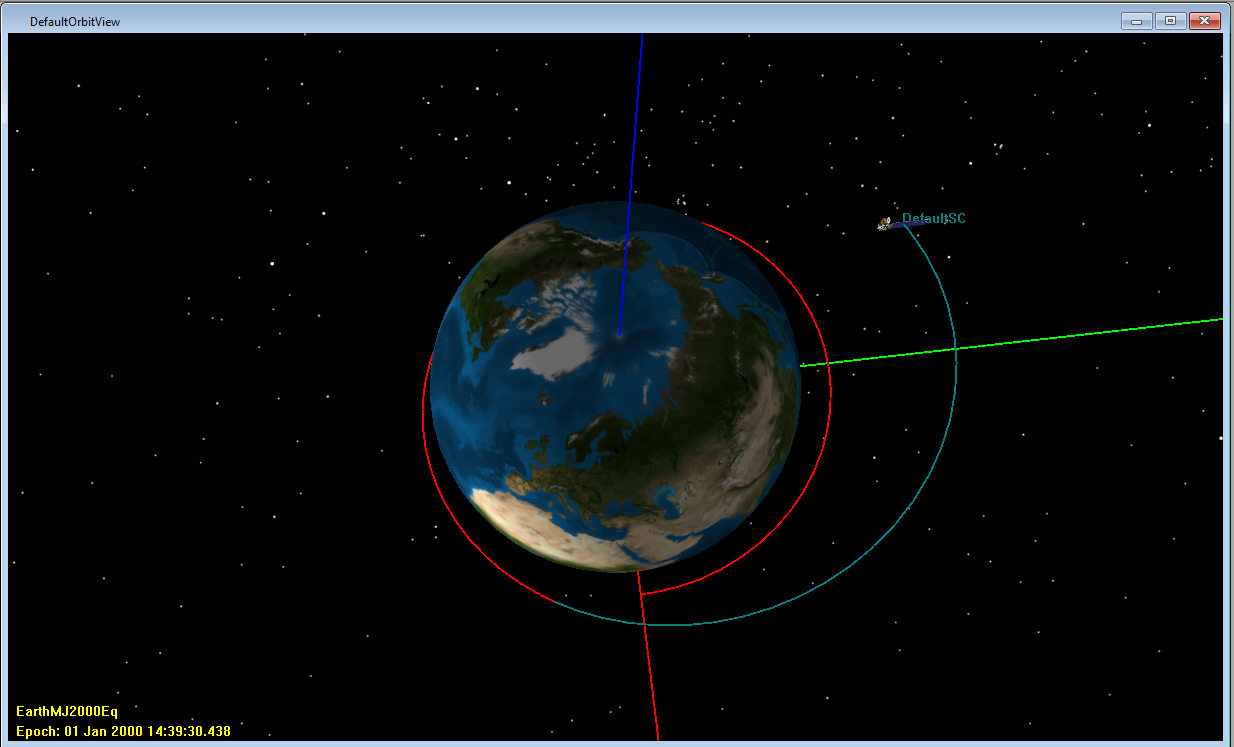 DefaultOrbitView
DefaultSC
EarthMJ2000Eq
Epoch: 01 Jan 2000 14:39:30.438